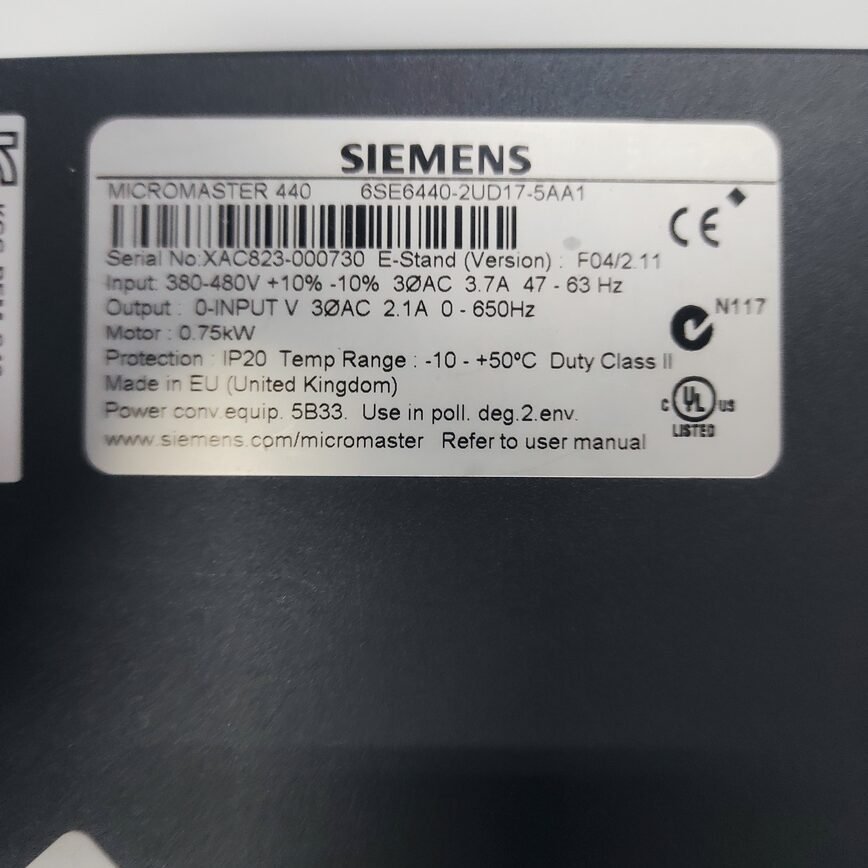 SIEMENS
MICROMASTER 440 6SE6440-2UD17-5AA1
Serial No:XAC823-000730 E-Stand (Version) : F04/2.11
Input: 380-480V +10% -10% 3ØAC 3.7A 47 - 63 Hz
Output : 0-INPUT V 3ØAC 2.1A 0 - 650Hz
Motor : 0.75kW
Protection : IP20 Temp Range : -10 - +50ºC Duty Class II
Made in EU (United Kingdom)
Power conv.equip. 5B33. Use in poll. deg.2.env.
www.siemens.com/micromaster Refer to user manual
CE
N117
C UL US
LISTED